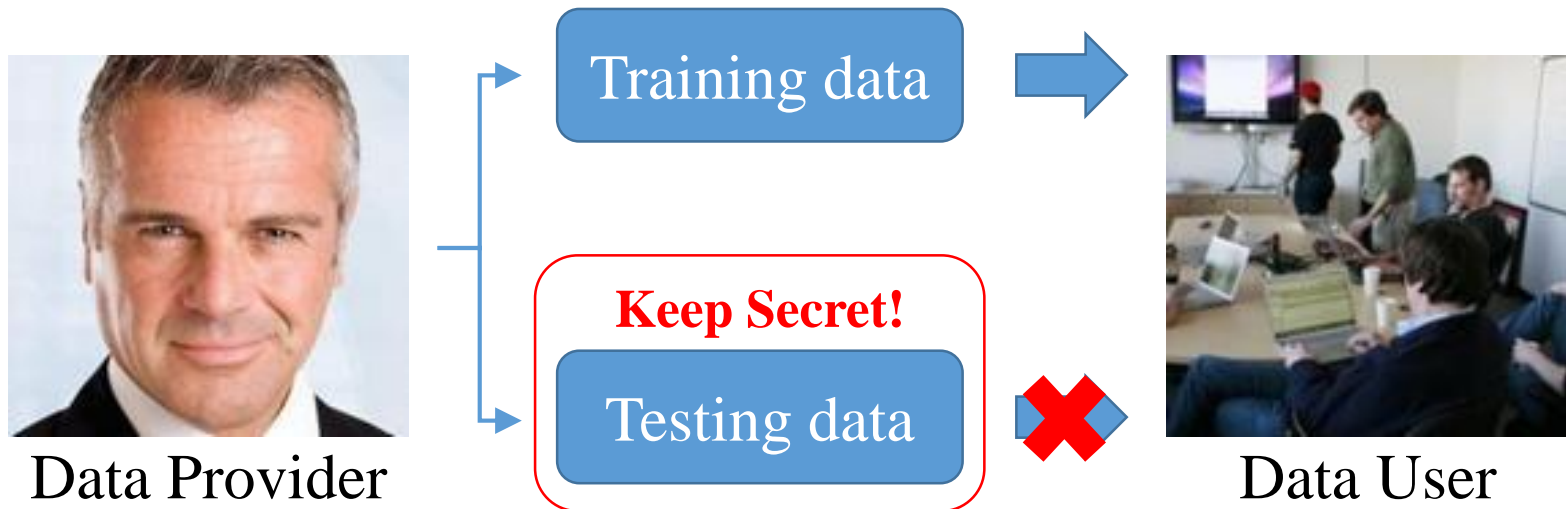 Training data
Keep Secret!
Testing data
Data Provider
Data User